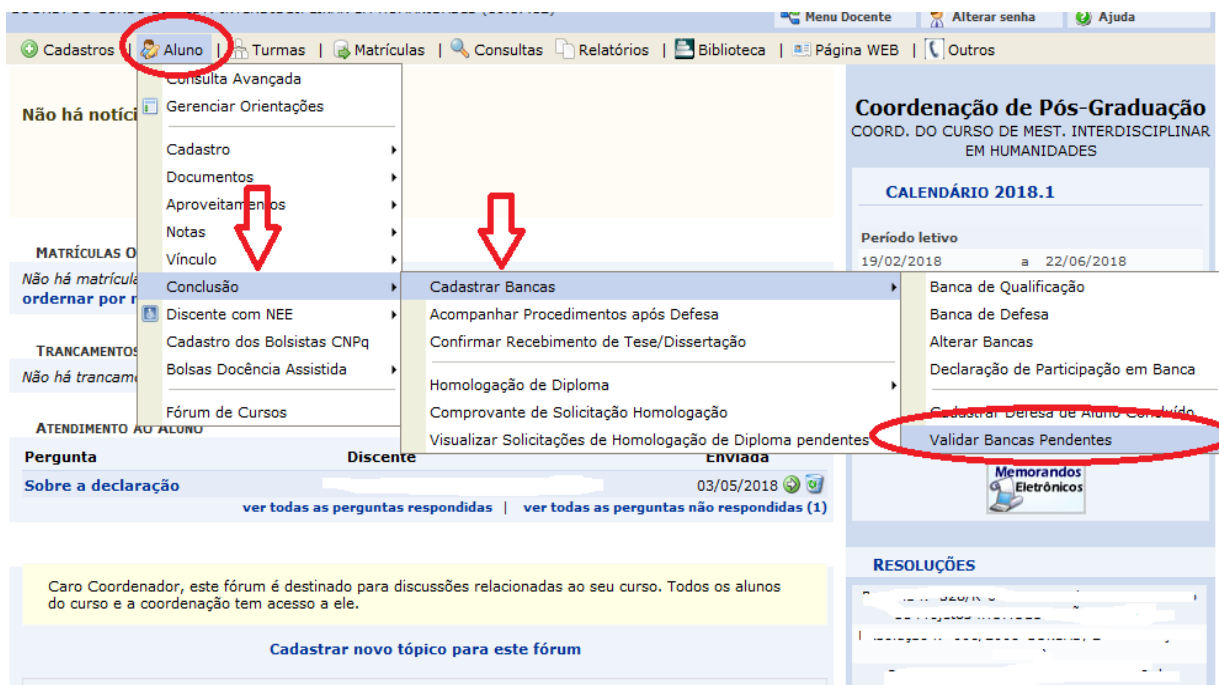 Menu Docente
Alterar senha
Ajuda
Cadastros | Aluno | Turmas | Matrículas | Consultas Relatórios | Biblioteca | Página WEB | Outros
Não há notíci
Consulta Avançada
Gerenciar Orientações
Cadastro
Documentos
Aproveitamentos
Notas
Vínculo
Conclusão
Discente com NEE
Cadastro dos Bolsistas CNPq
Bolsas Docência Assistida
Fórum de Cursos
Cadastrar Bancas
Acompanhar Procedimentos após Defesa
Confirmar Recebimento de Tese/Dissertação
Homologação de Diploma
Comprovante de Solicitação Homologação
Visualizar Solicitações de Homologação de Diploma pendentes
Banca de Qualificação
Banca de Defesa
Alterar Bancas
Declaração de Participação em Banca
Cadastrar Defesa de Aluno Concluído
Validar Bancas Pendentes
MATRÍCULAS O
Não há matrícula
ordernar por
TRANCAMENTOS
Não há trancam
ATENDIMENTO AO ALUNO
Pergunta Discente Enviada
Sobre a declaração 03/05/2018
ver todas as perguntas respondidas | ver todas as perguntas não respondidas (1)
Caro Coordenador, este fórum é destinado para discussões relacionadas ao seu curso. Todos os alunos
do curso e a coordenação tem acesso a ele.
Cadastrar novo tópico para este fórum
Coordenação de Pós-Graduação
COORD. DO CURSO DE MEST. INTERDISCIPLINAR
EM HUMANIDADES
CALENDÁRIO 2018.1
Período letivo
19/02/2018 a 22/06/2018
Memorandos
Eletrônicos
RESOLUÇÕES